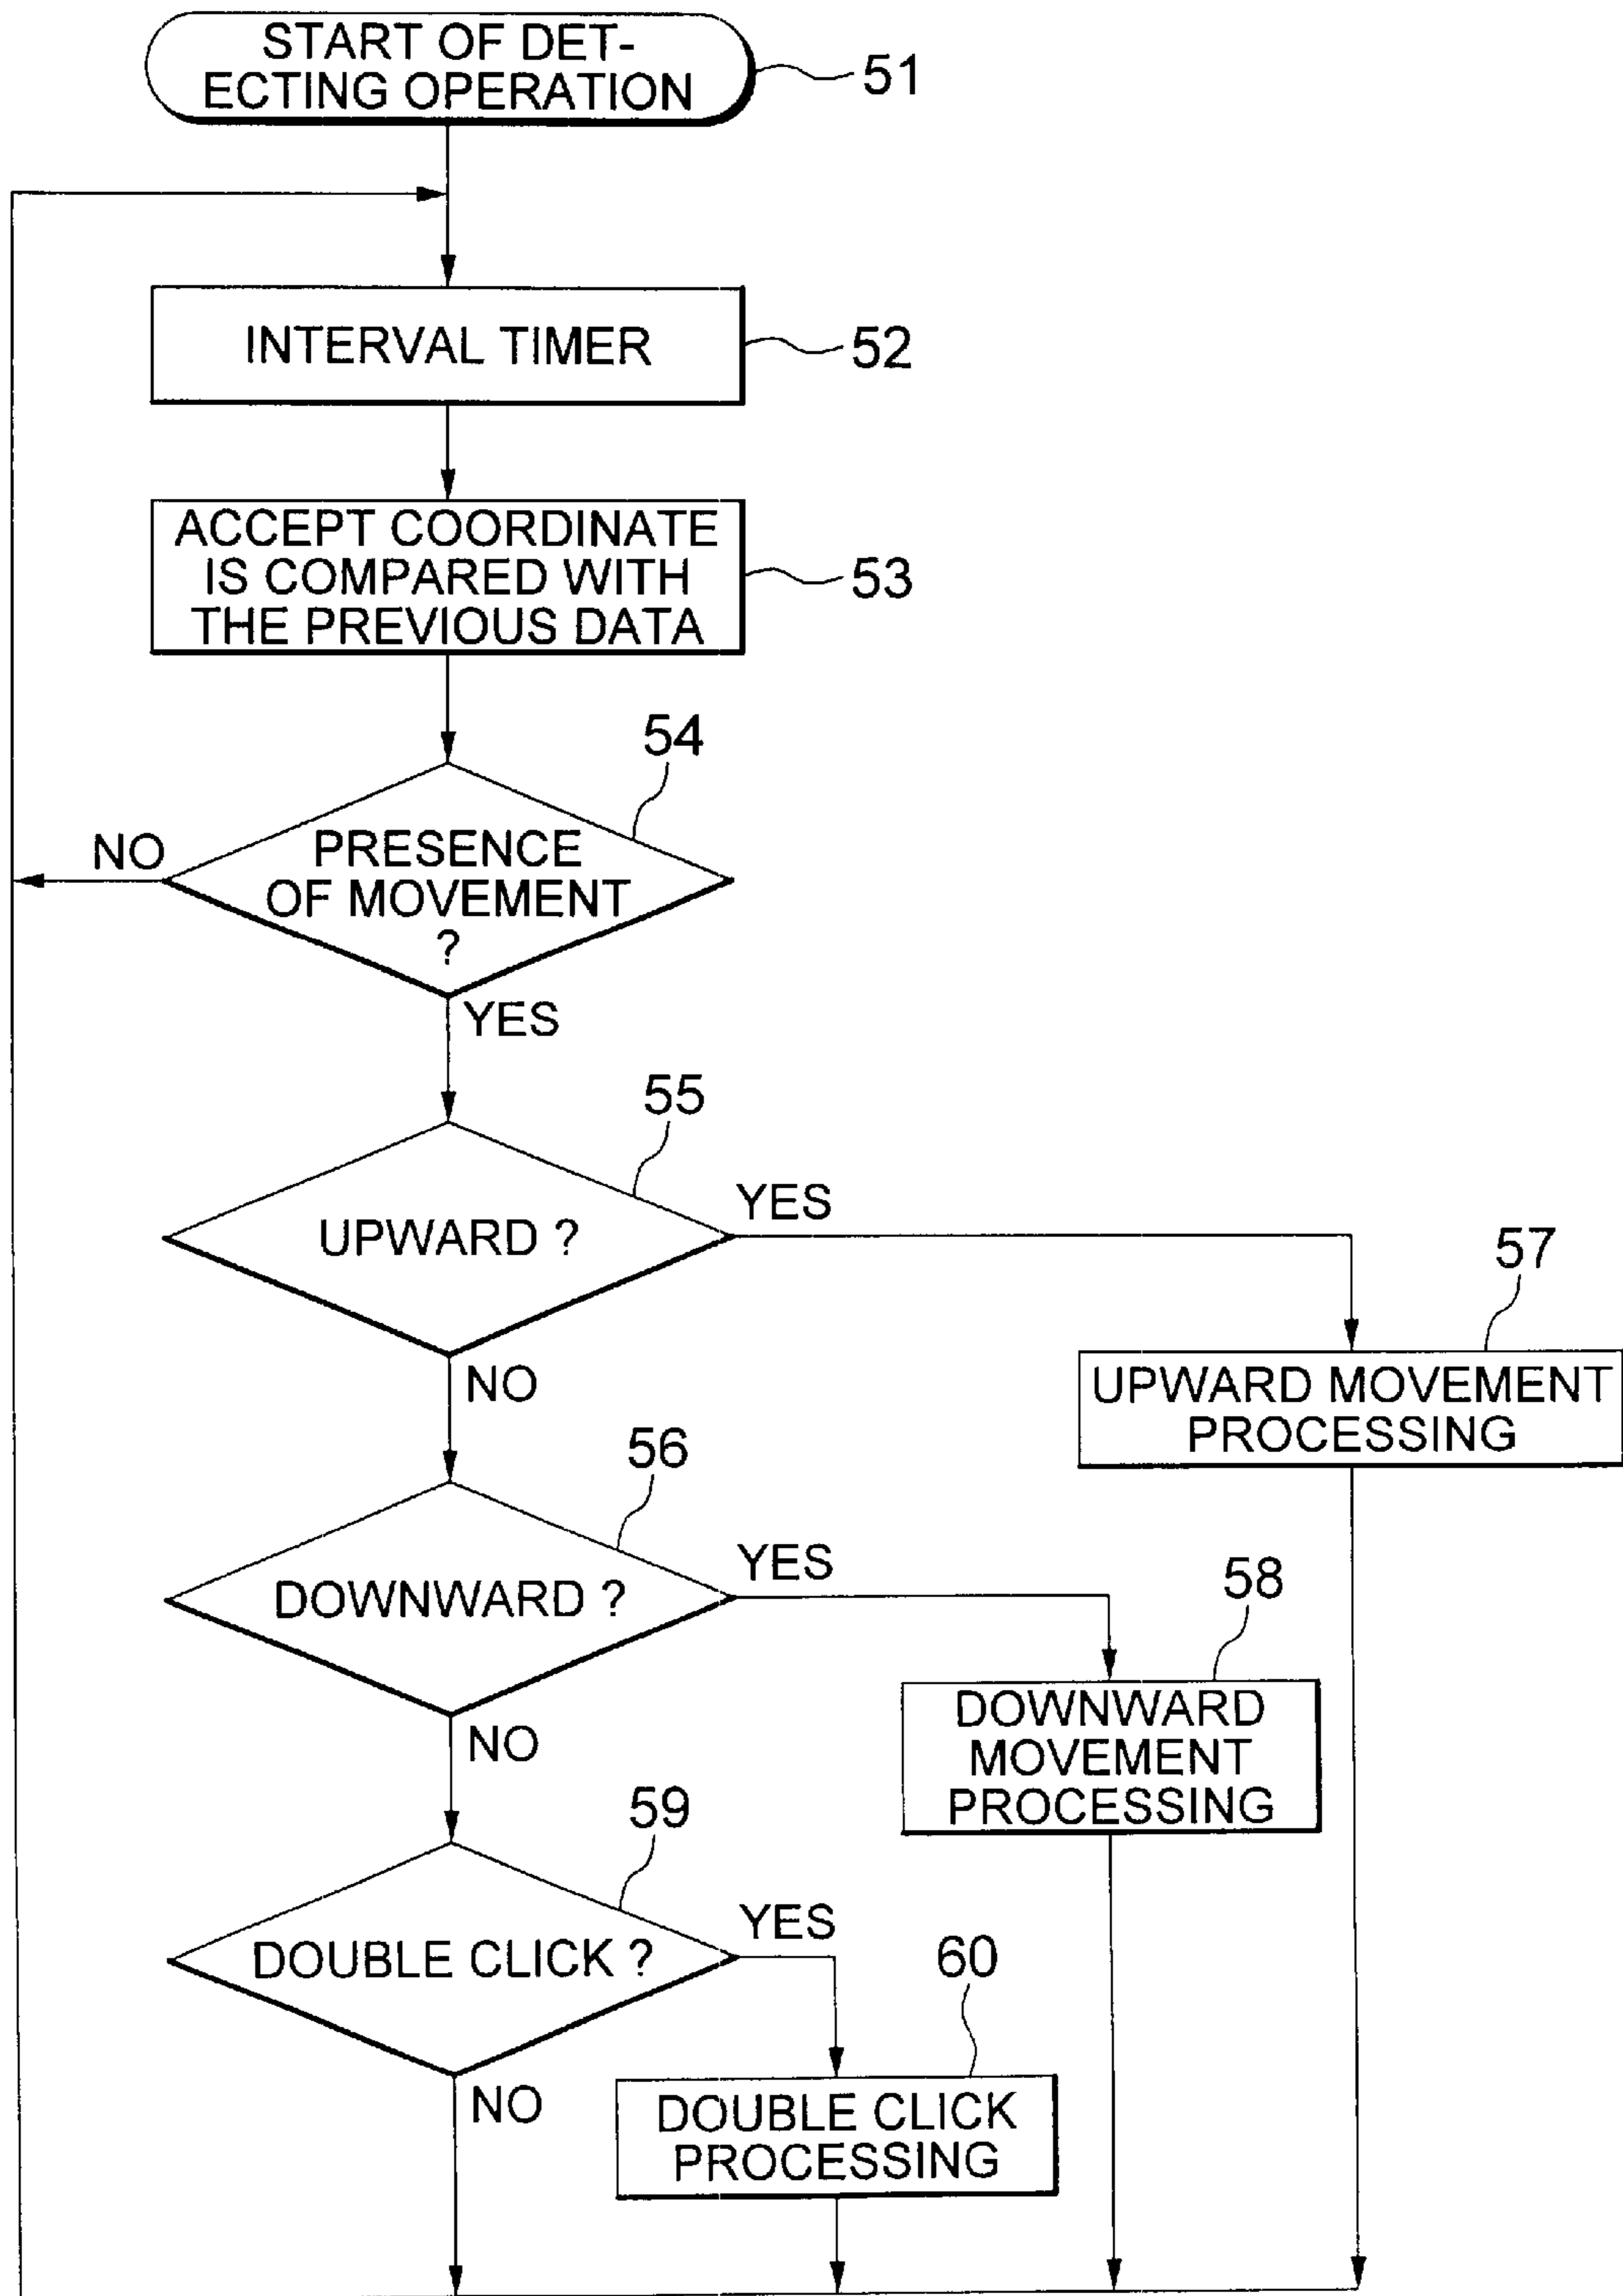 START OF DET-
ECTING OPERATION
51
INTERVAL TIMER
52
ACCEPT COORDINATE
IS COMPARED WITH
THE PREVIOUS DATA
53
54
PRESENCE
OF MOVEMENT
?
NO
YES
55
UPWARD ?
YES
NO
57
UPWARD MOVEMENT
PROCESSING
56
DOWNWARD ?
YES
NO
58
DOWNWARD
MOVEMENT
PROCESSING
59
DOUBLE CLICK ?
YES
NO
60
DOUBLE CLICK
PROCESSING